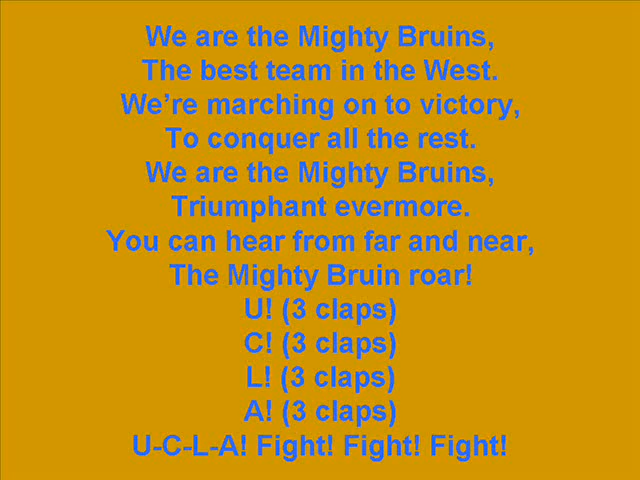 We are the Mighty Bruins,
The best team in the West.
We’re marching on to victory,
To conquer all the rest.
We are the Mighty Bruins,
Triumphant evermore.
You can hear from far and near,
The Mighty Bruin roar!
U! (3 claps)
C! (3 claps)
L! (3 claps)
A! (3 claps)
U-C-L-A! Fight! Fight! Fight!